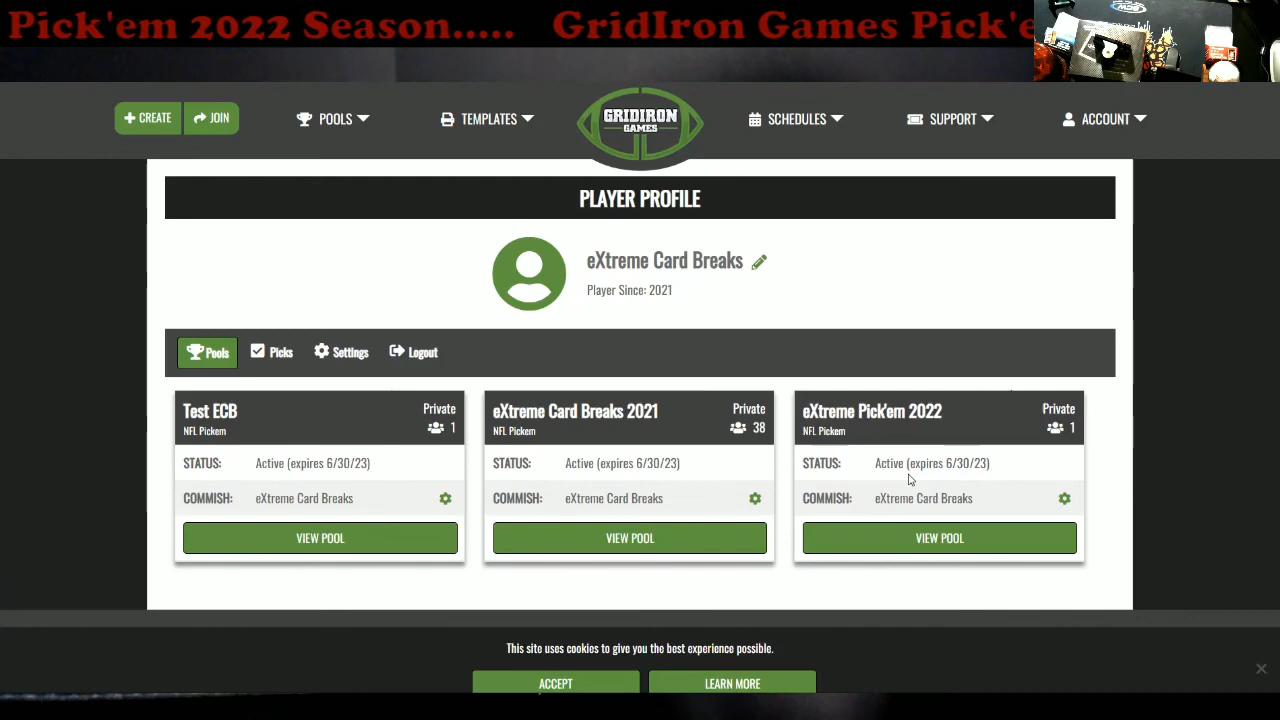 Pick'em 2022 Season..... GridIron Games Pick'e
CREATE JOIN POOLS TEMPLATES GRIDIRON GAMES SCHEDULES SUPPORT ACCOUNT
PLAYER PROFILE
eXtreme Card Breaks
Player Since: 2021
Pools Picks Settings Logout
Test ECB Private
NFL Pickem 1
STATUS: Active (expires 6/30/23)
COMMISH: eXtreme Card Breaks
VIEW POOL
eXtreme Card Breaks 2021 Private
NFL Pickem 38
STATUS: Active (expires 6/30/23)
COMMISH: eXtreme Card Breaks
VIEW POOL
eXtreme Pick'em 2022 Private
NFL Pickem 1
STATUS: Active (expires 6/30/23)
COMMISH: eXtreme Card Breaks
VIEW POOL
This site uses cookies to give you the best experience possible.
ACCEPT LEARN MORE